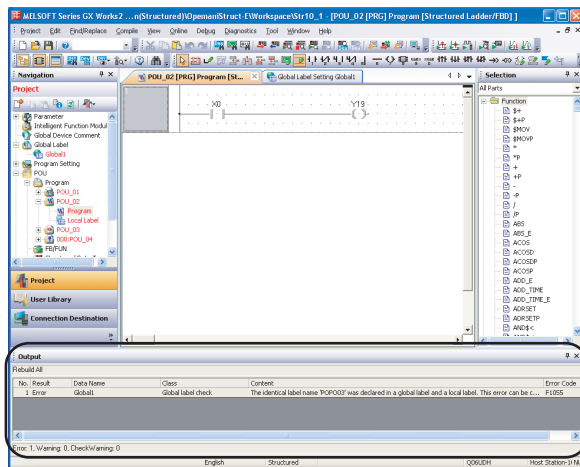 MELSOFT Series GX Works2 ...n(Structured)\OpemaniStruct-E\Workspace\Str10_1 - [POU_02 [PRG] Program [Structured Ladder/FBD] ]
Project Edit Find/Replace Compile View Online Debug Diagnostics Tool Window Help
Navigation
POU_02 [PRG] Program [St...
Global Label Setting Global1
Selection
Project
All Parts
Parameter
Intelligent Function Modul
Global Device Comment
Global Label
Global1
Program Setting
POU
Program
POU_01
POU_02
Program
Local Label
POU_03
000:POU_04
FB/FUN
X0
Y19
Function
$+
$+P
$MOV
$MOVP
*
*P
+
+P
-
-P
/
/P
ABS
ABS_E
ACOS
ACOSD
ACOSDP
ACOSP
ADD_E
ADD_TIME
ADD_TIME_E
ADRSET
ADRSETP
AND$<
Project
User Library
Connection Destination
Output
Rebuild All
No. Result Data Name Class Content Error Code
1 Error Global1 Global label check The identical label name 'POPO03' was declared in a global label and a local label. This error can be c... F1055
Error: 1, Warning: 0, CheckWarning: 0
English Structured Q06UDH Host Station-1